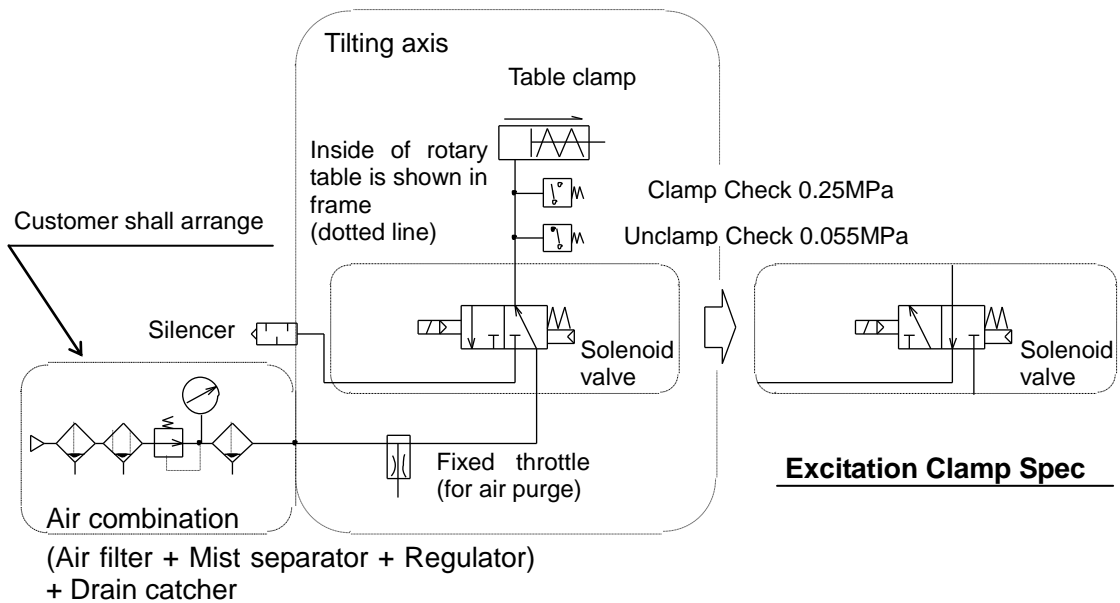 Tilting axis
Table clamp
Inside of rotary
table is shown in
frame
(dotted line)
Clamp Check 0.25MPa
Customer shall arrange
Unclamp Check 0.055MPa
Silencer
Solenoid
valve
Solenoid
valve
Fixed throttle
(for air purge)
Excitation Clamp Spec
Air combination
(Air filter + Mist separator + Regulator)
+ Drain catcher